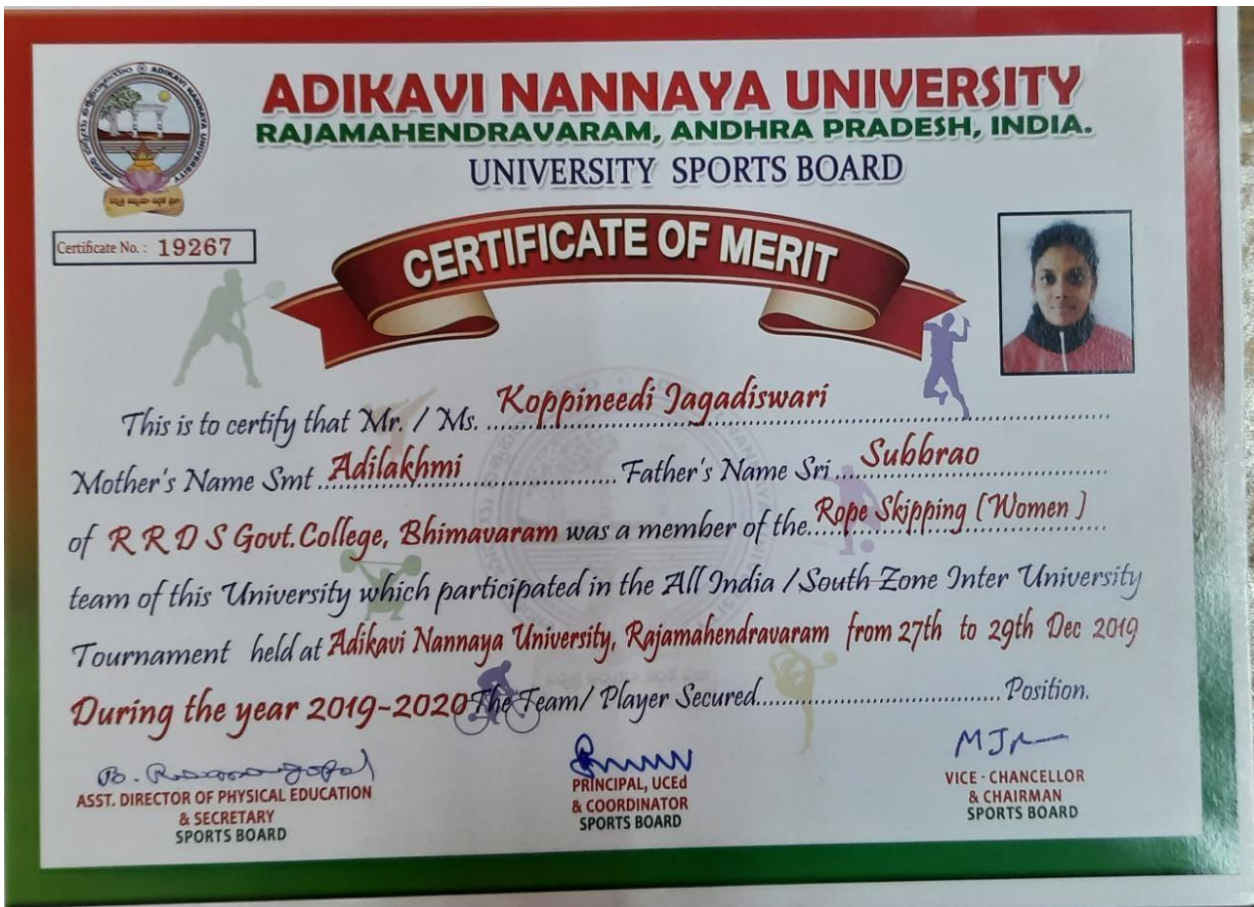 ADIKAVI NANNAYA UNIVERSITY
RAJAMAHENDRAVARAM, ANDHRA PRADESH, INDIA.
UNIVERSITY SPORTS BOARD
Certificate No. : 19267
CERTIFICATE OF MERIT
This is to certify that Mr. / Ms. Koppineedi Jagadiswari
Mother's Name Smt Adilakhmi Father's Name Sri Subbrao
of R R D S Govt. College, Bhimavaram was a member of the Rope Skipping (Women )
team of this University which participated in the All India / South Zone Inter University
Tournament held at Adikavi Nannaya University, Rajamahendravaram from 27th to 29th Dec 2019
During the year 2019-2020 The Team/ Player Secured.................................... Position.
ASST. DIRECTOR OF PHYSICAL EDUCATION
& SECRETARY
SPORTS BOARD
PRINCIPAL, UCEd
& COORDINATOR
SPORTS BOARD
VICE - CHANCELLOR
& CHAIRMAN
SPORTS BOARD